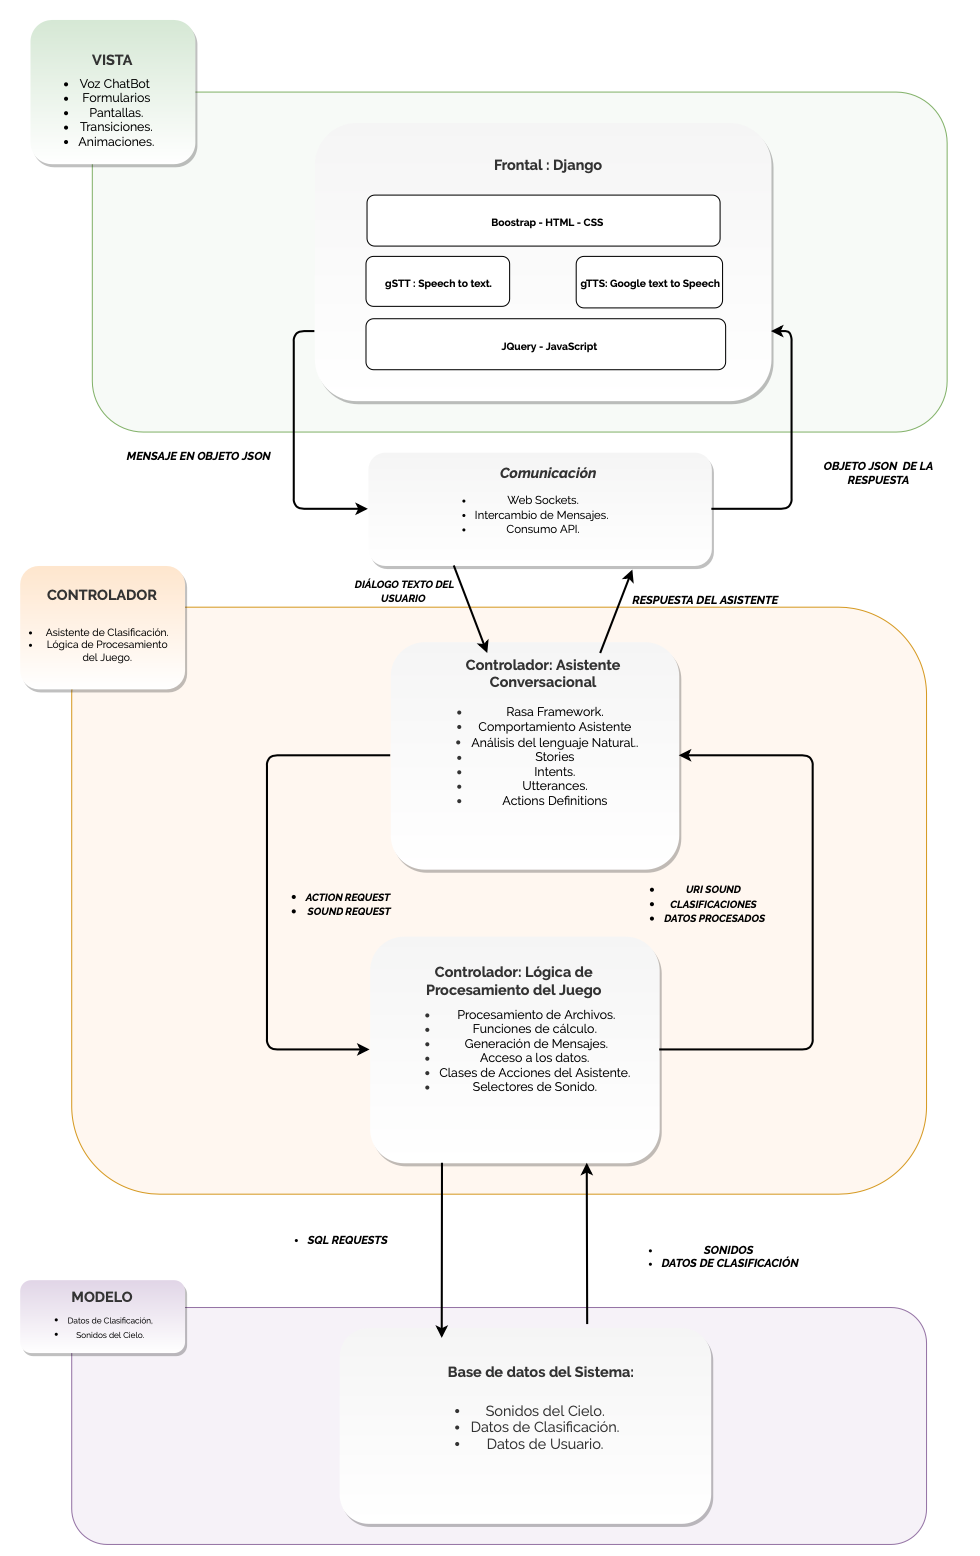 VISTA
• Voz ChatBot
• Formularios
• Pantallas.
• Transiciones.
• Animaciones.
Frontal : Django
Boostrap - HTML - CSS
gSTT : Speech to text.
gTTS: Google text to Speech
JQuery - JavaScript
MENSAJE EN OBJETO JSON
OBJETO JSON DE LA
RESPUESTA
Comunicación
• Web Sockets.
• Intercambio de Mensajes.
• Consumo API.
DIÁLOGO TEXTO DEL
USUARIO
RESPUESTA DEL ASISTENTE
CONTROLADOR
• Asistente de Clasificación.
• Lógica de Procesamiento
del Juego.
Controlador: Asistente
Conversacional
• Rasa Framework.
• Comportamiento Asistente
• Análisis del lenguaje Natural..
• Stories
• Intents.
• Utterances.
• Actions Definitions
• ACTION REQUEST
• SOUND REQUEST
• URI SOUND
• CLASIFICACIONES
• DATOS PROCESADOS
Controlador: Lógica de
Procesamiento del Juego
• Procesamiento de Archivos.
• Funciones de cálculo.
• Generación de Mensajes.
• Acceso a los datos.
• Clases de Acciones del Asistente.
• Selectores de Sonido.
• SQL REQUESTS
• SONIDOS
• DATOS DE CLASIFICACIÓN
MODELO
• Datos de Clasificación.
• Sonidos del Cielo.
Base de datos del Sistema:
• Sonidos del Cielo.
• Datos de Clasificación.
• Datos de Usuario.